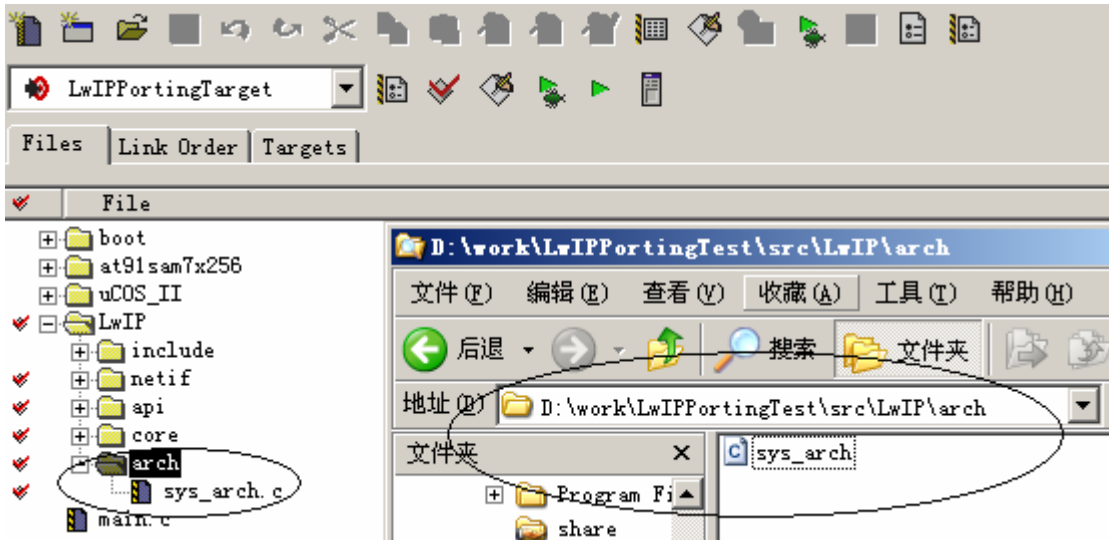 LwIPPortingTarget
Files Link Order Targets
File
boot
at91sam7x256
uCOS_II
LwIP
include
netif
api
core
arch
sys_arch.c
main.c
D:\work\LwIPPortingTest\src\LwIP\arch
文件(F) 编辑(E) 查看(V) 收藏(A) 工具(T) 帮助(H)
后退 搜索 文件夹
地址(D) D:\work\LwIPPortingTest\src\LwIP\arch
文件夹 sys_arch
Program Fi
share